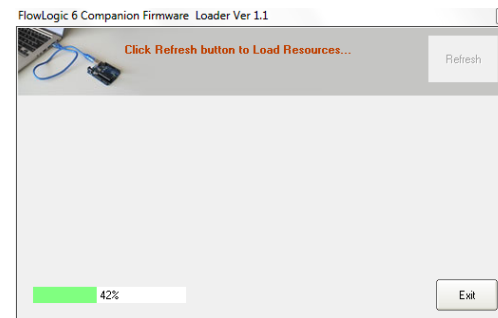 FlowLogic 6 Companion Firmware Loader Ver 1.1
Click Refresh button to Load Resources...
Refresh
42%
Exit